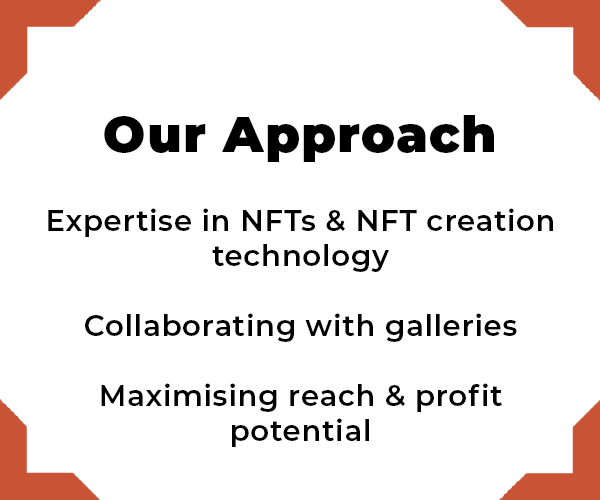 Our Approach
Expertise in NFTs & NFT creation
technology
Collaborating with galleries
Maximising reach & profit
potential